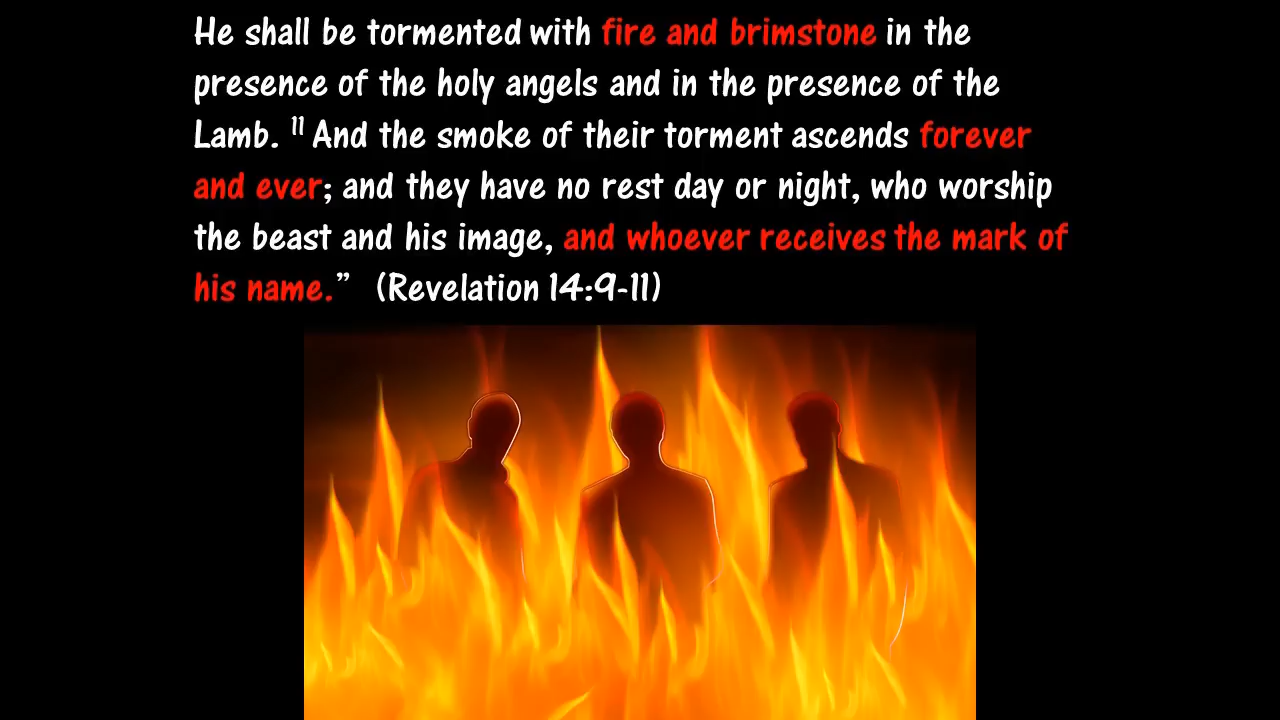 He shall be tormented with fire and brimstone in the
presence of the holy angels and in the presence of the
Lamb. ¹¹ And the smoke of their torment ascends forever
and ever; and they have no rest day or night, who worship
the beast and his image, and whoever receives the mark of
his name.” (Revelation 14:9-11)